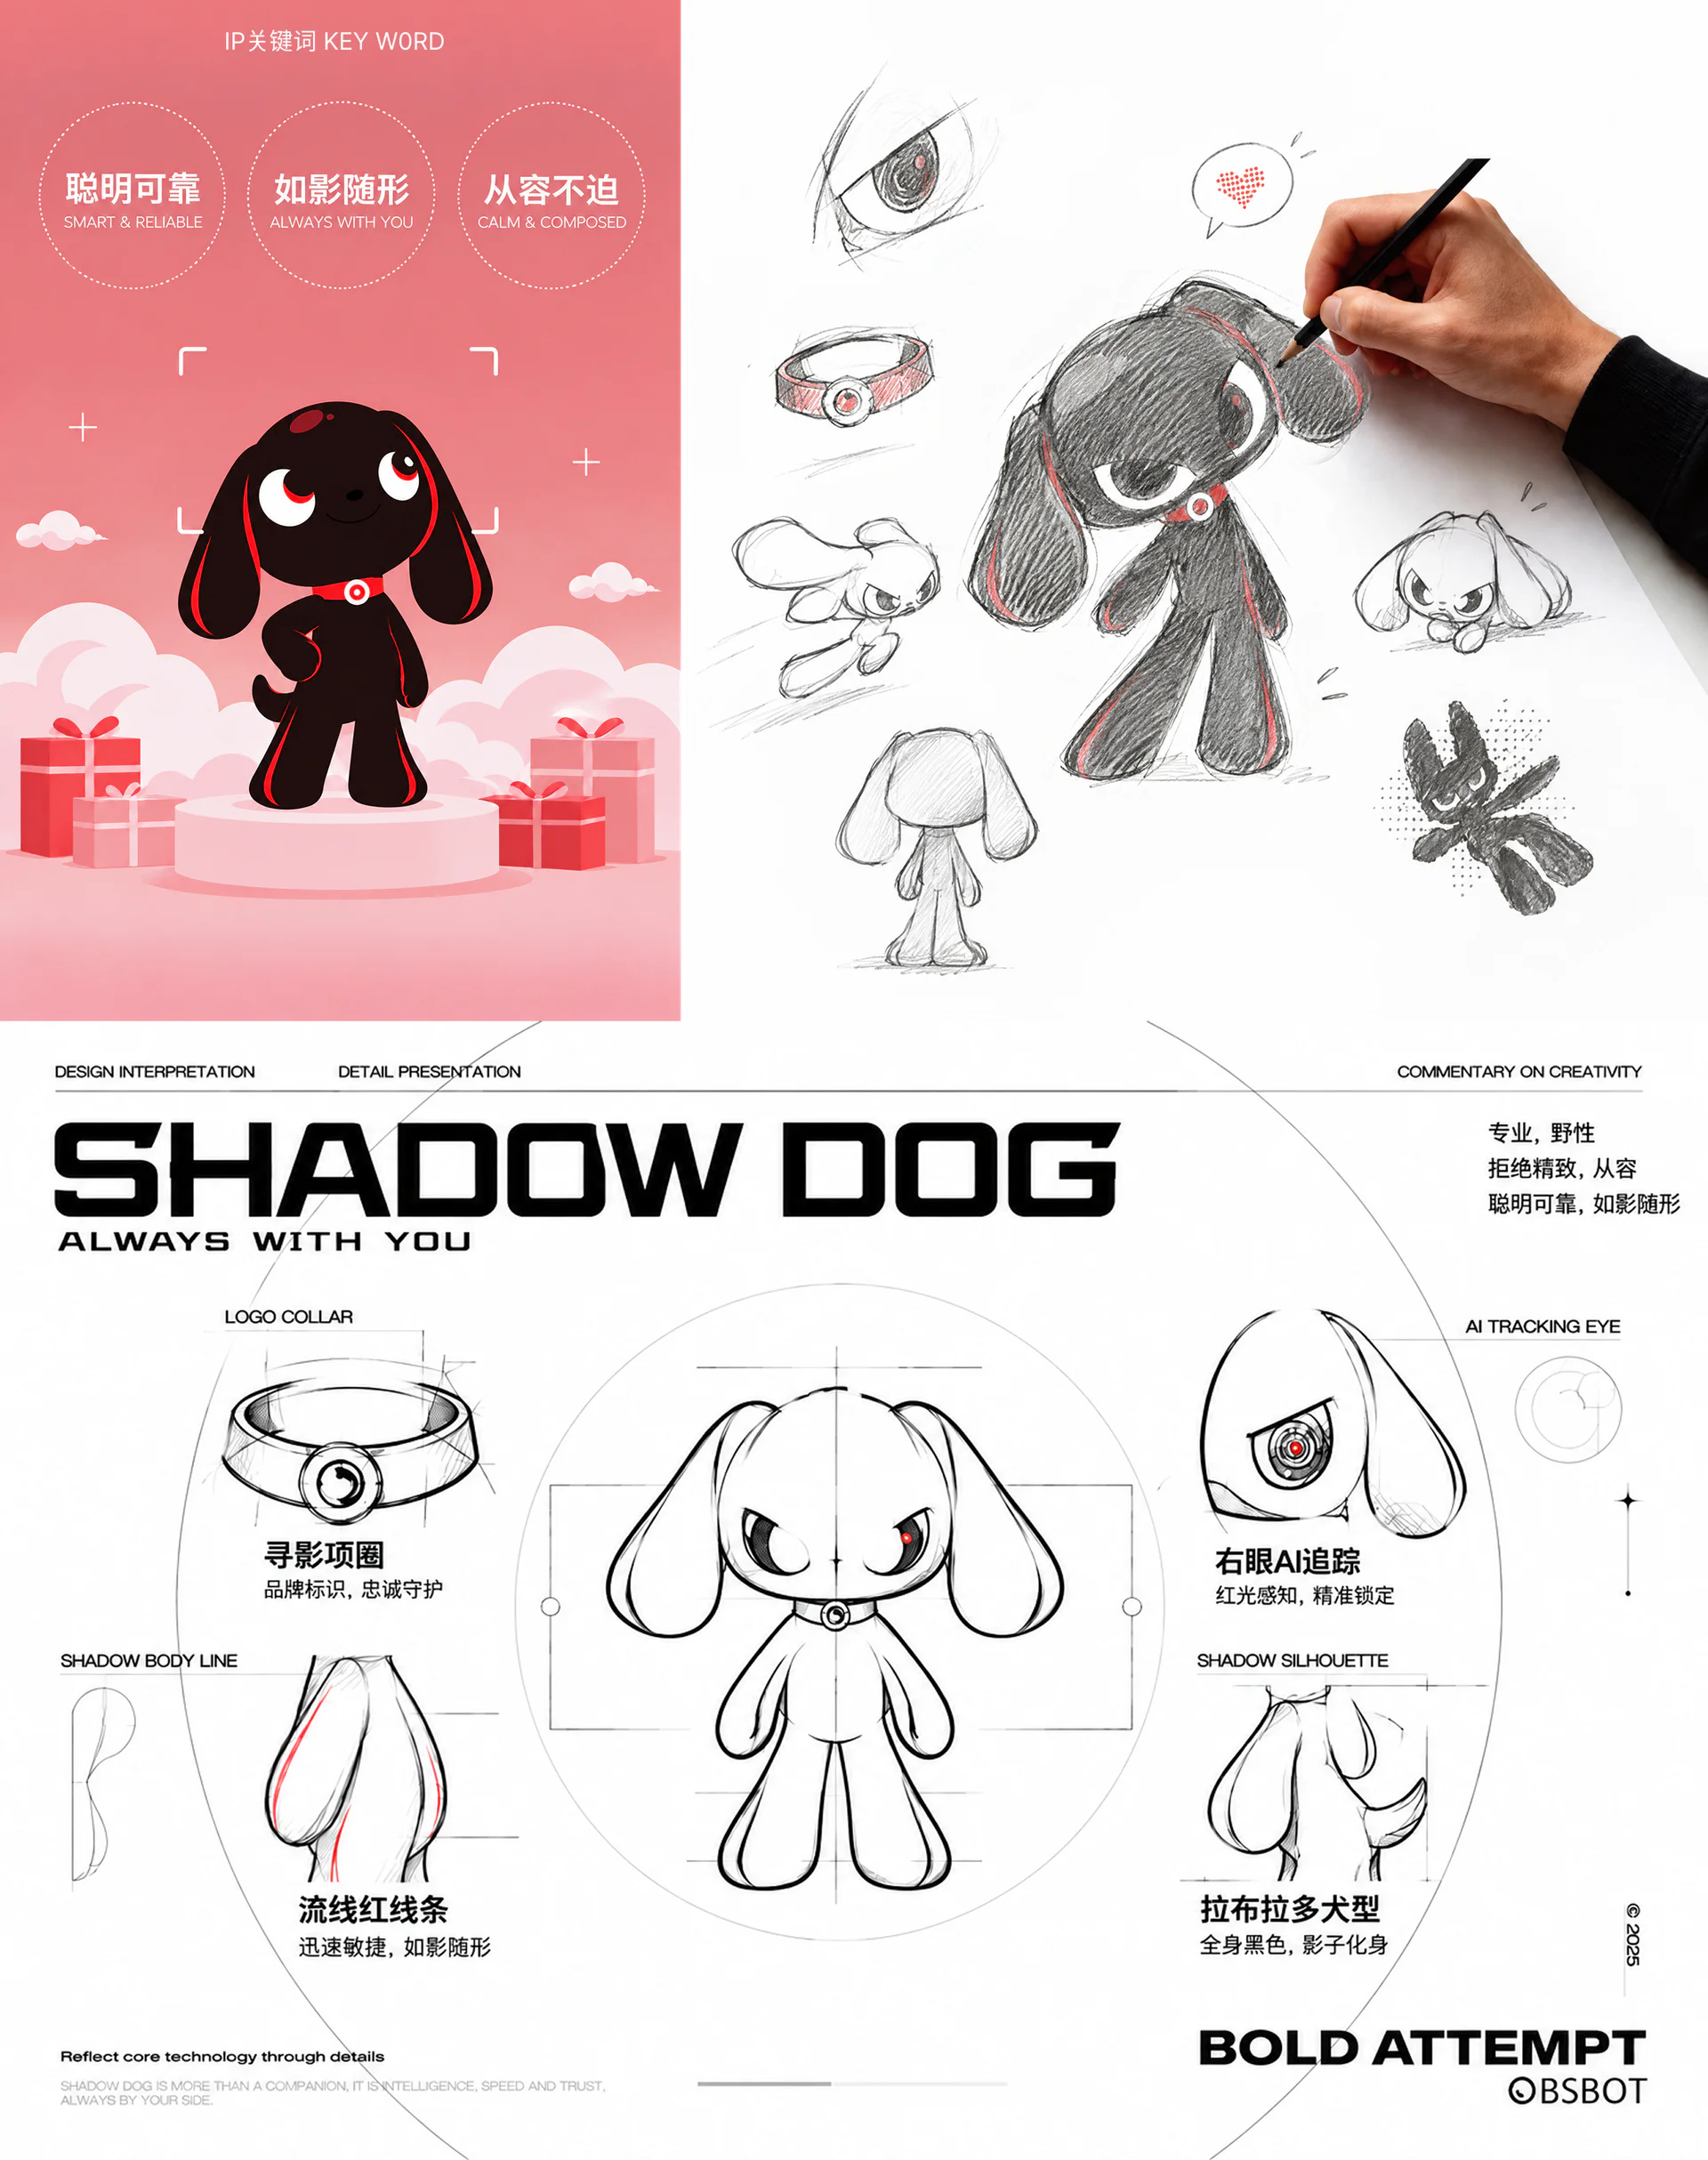 IP关键词 KEY WORD
聪明可靠
SMART & RELIABLE
如影随形
ALWAYS WITH YOU
从容不迫
CALM & COMPOSED
DESIGN INTERPRETATION
DETAIL PRESENTATION
COMMENTARY ON CREATIVITY
SHADOW DOG
ALWAYS WITH YOU
专业, 野性
拒绝精致, 从容
聪明可靠, 如影随形
LOGO COLLAR
寻影项圈
品牌标识, 忠诚守护
AI TRACKING EYE
右眼AI追踪
红光感知, 精准锁定
SHADOW BODY LINE
流线红线条
迅速敏捷, 如影随形
SHADOW SILHOUETTE
拉布拉多犬型
全身黑色, 影子化身
© 2025
Reflect core technology through details
SHADOW DOG IS MORE THAN A COMPANION, IT IS INTELLIGENCE, SPEED AND TRUST,
ALWAYS BY YOUR SIDE.
BOLD ATTEMPT
OBSBOT